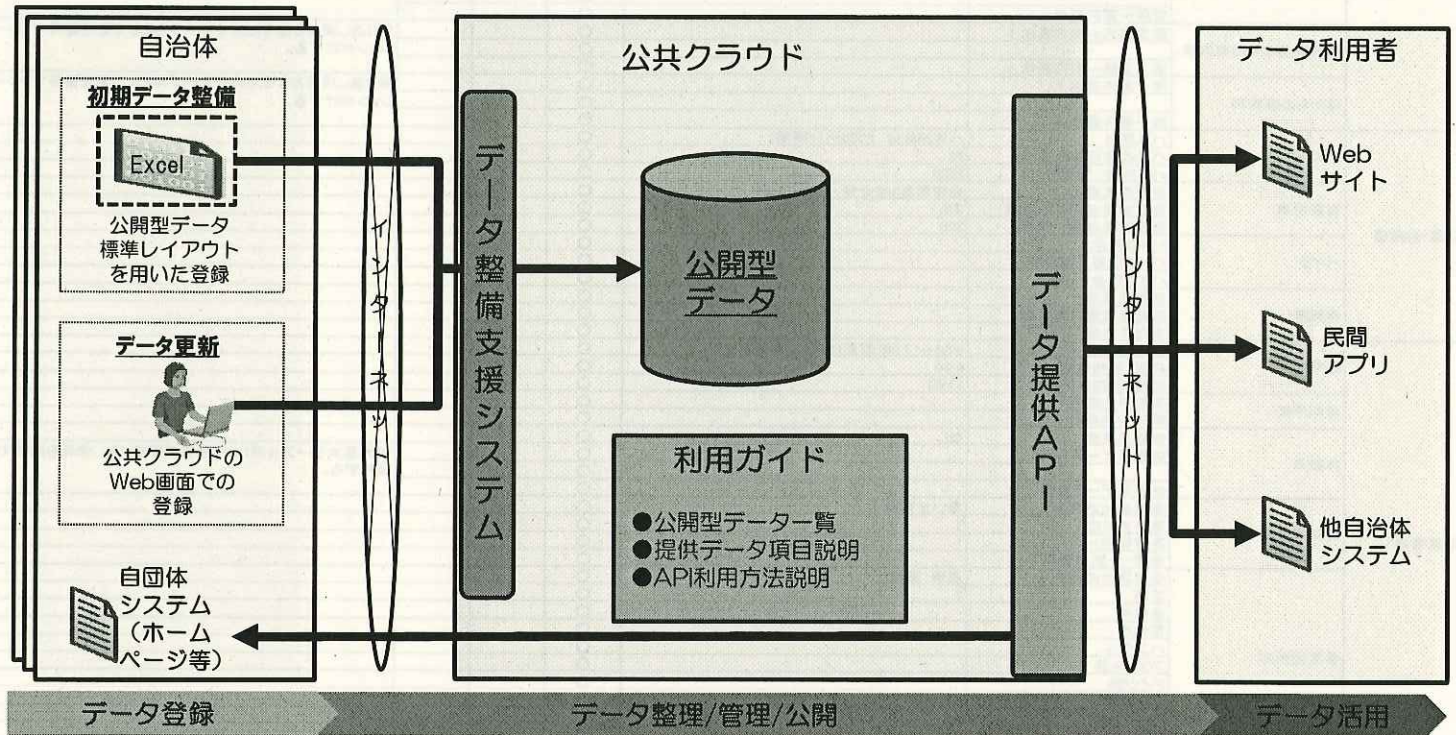 自治体
初期データ整備
Excel
公開型データ
標準レイアウト
を用いた登録
データ更新
公共クラウドの
Web画面での
登録
自団体
システム
（ホーム
ページ等）
インターネット
公共クラウド
データ整備支援システム
公開型
データ
利用ガイド
●公開型データ一覧
●提供データ項目説明
●API利用方法説明
データ提供API
インターネット
データ利用者
Web
サイト
民間
アプリ
他自治体
システム
データ登録
データ整理/管理/公開
データ活用